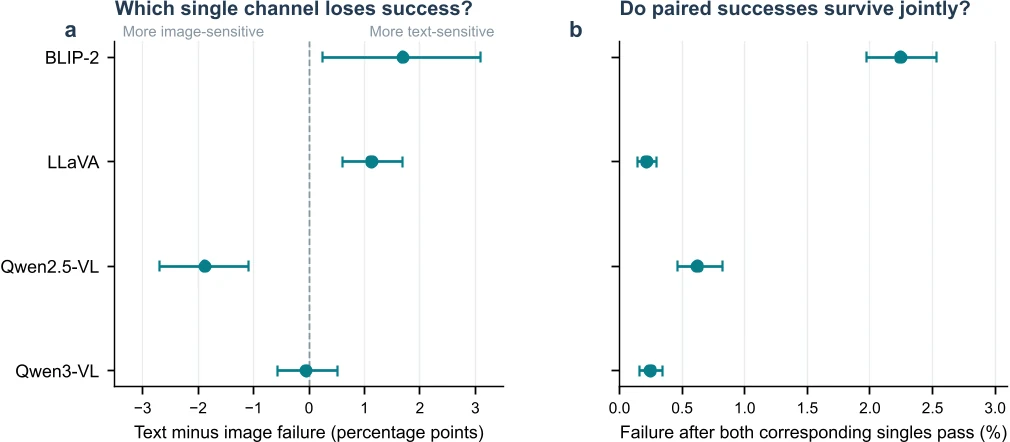 Which single channel loses success?
a
More image-sensitive
More text-sensitive
BLIP-2
LLaVA
Qwen2.5-VL
Qwen3-VL
−3 −2 −1 0 1 2 3
Text minus image failure (percentage points)
Do paired successes survive jointly?
b
0.0 0.5 1.0 1.5 2.0 2.5 3.0
Failure after both corresponding singles pass (%)